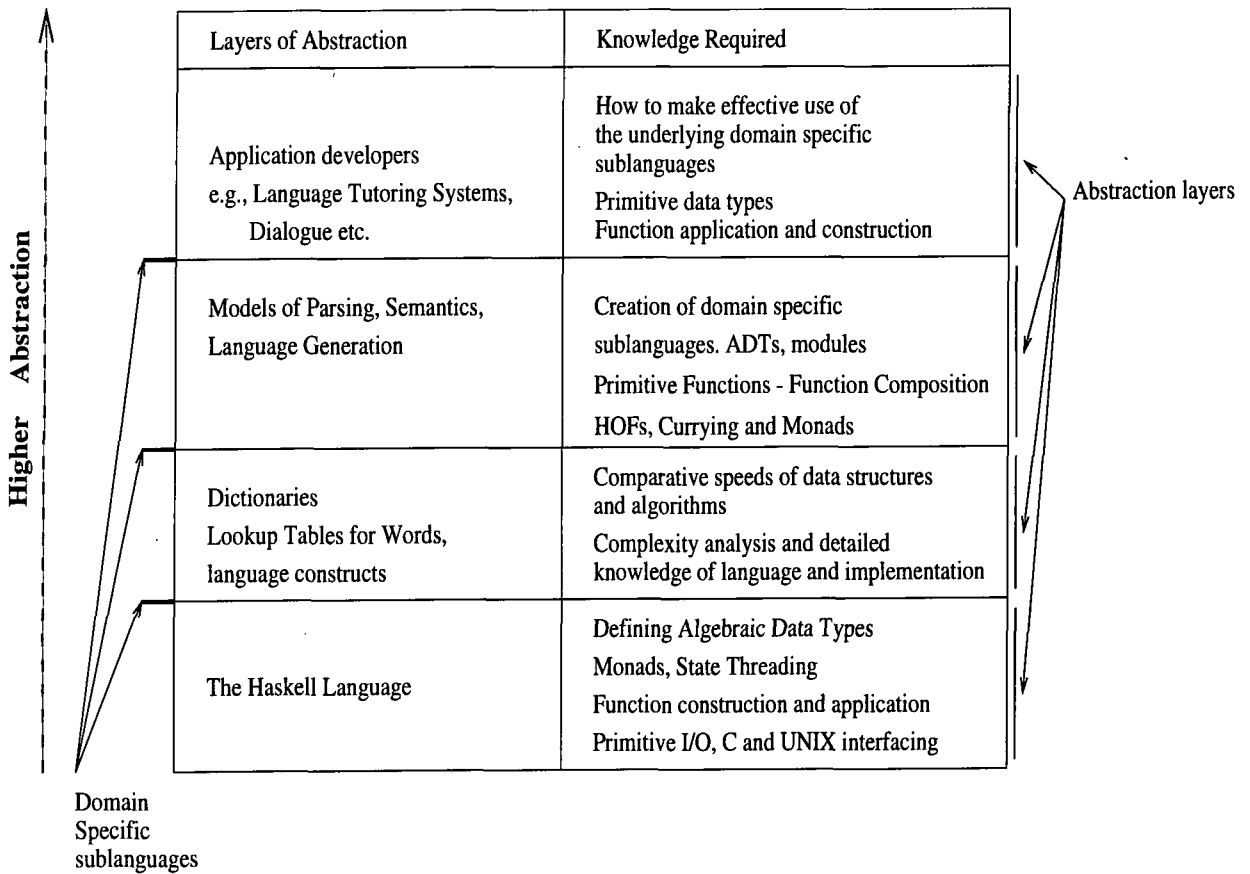 Layers of Abstraction
Knowledge Required
Application developers
e.g., Language Tutoring Systems,
Dialogue etc.
How to make effective use of
the underlying domain specific
sublanguages
Primitive data types
Function application and construction
Models of Parsing, Semantics,
Language Generation
Creation of domain specific
sublanguages. ADTs, modules
Primitive Functions - Function Composition
HOFs, Currying and Monads
Dictionaries
Lookup Tables for Words,
language constructs
Comparative speeds of data structures
and algorithms
Complexity analysis and detailed
knowledge of language and implementation
The Haskell Language
Defining Algebraic Data Types
Monads, State Threading
Function construction and application
Primitive I/O, C and UNIX interfacing
Higher Abstraction
Abstraction layers
Domain
Specific
sublanguages